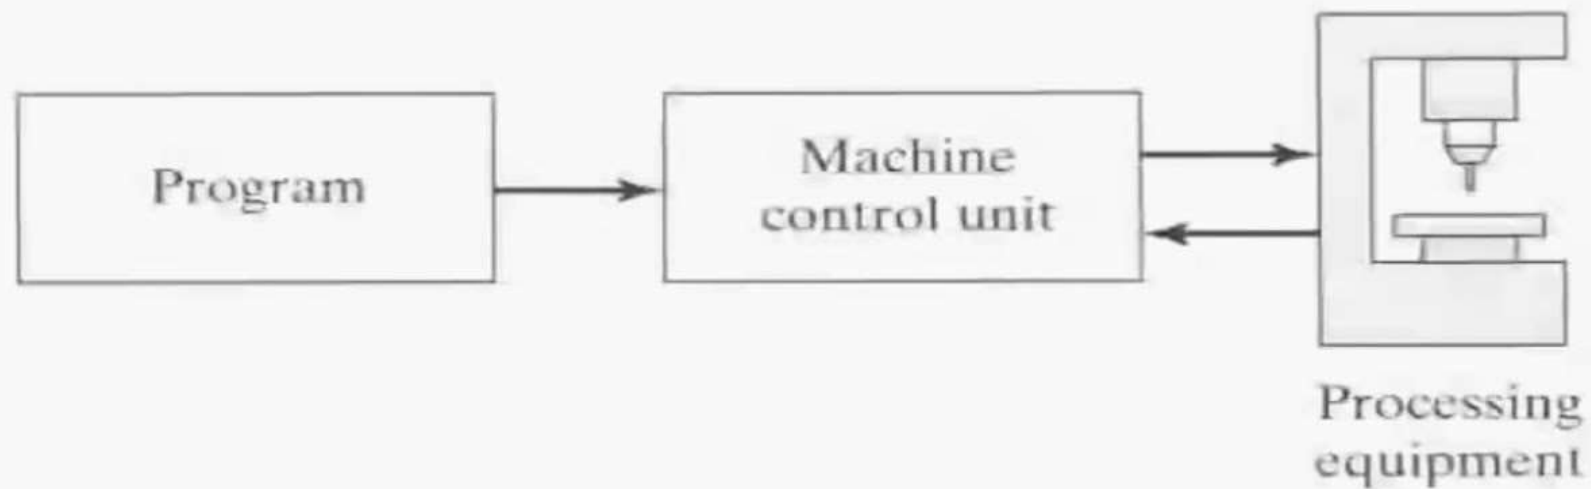 Program
Machine
control unit
Processing
equipment